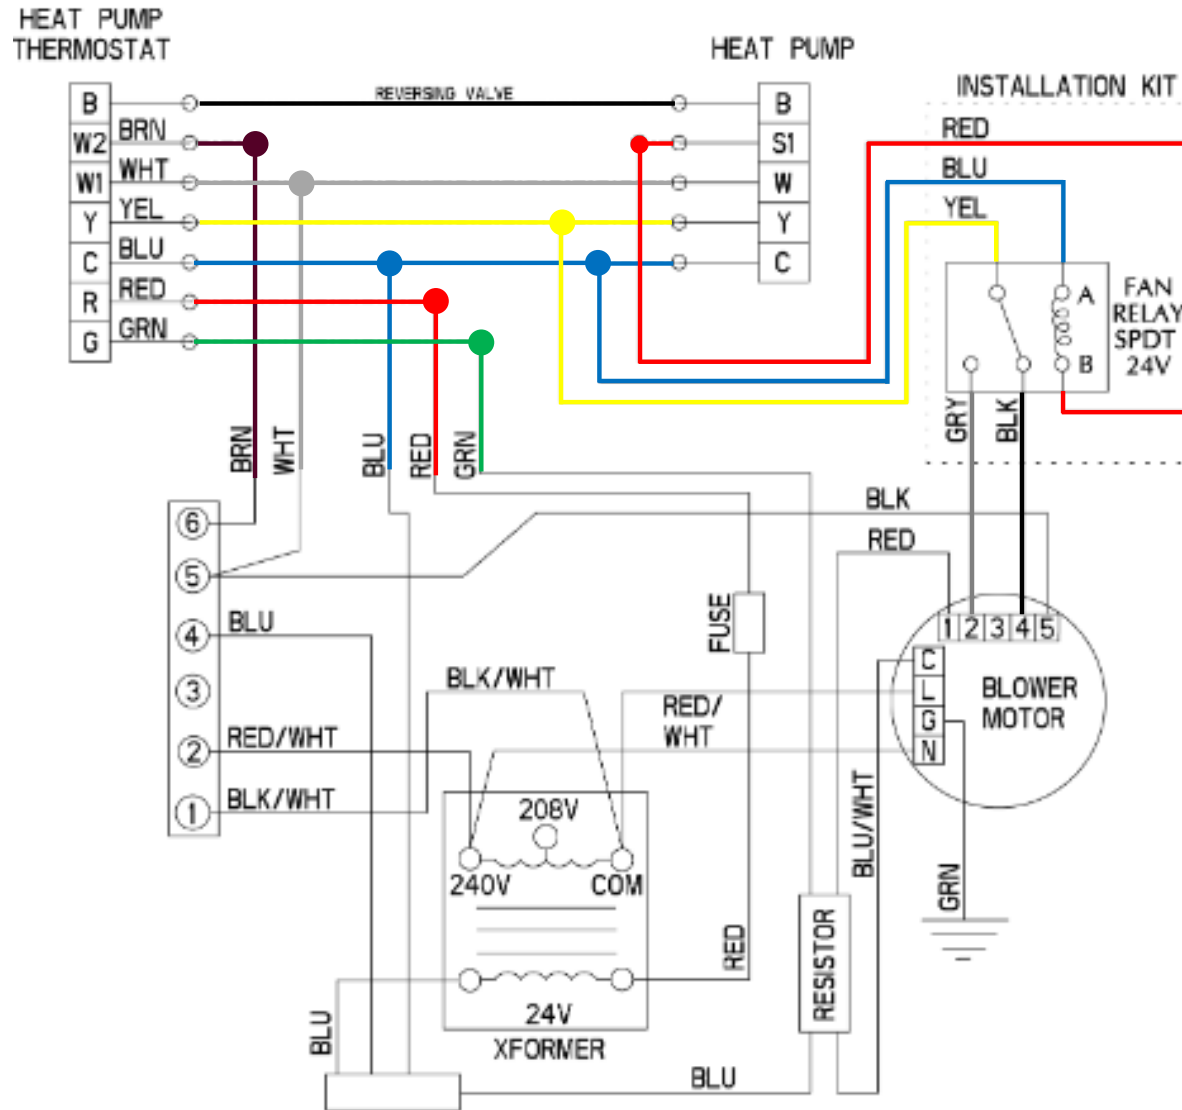 HEAT PUMP
THERMOSTAT
HEAT PUMP
INSTALLATION KIT
REVERSING VALVE
B
W2
W1
Y
C
R
G
BRN
WHT
YEL
BLU
RED
GRN
B
S1
W
Y
C
RED
BLU
YEL
A
B
FAN
RELAY
SPDT
24V
GRY
BLK
BRN
WHT
BLU
RED
GRN
BLK
RED
6
5
4
3
2
1
BLU
RED/WHT
BLK/WHT
BLK/WHT
FUSE
RED/
WHT
1 2 3 4 5
C
L
G
N
BLOWER
MOTOR
208V
240V
COM
24V
XFORMER
BLU
RED
RESISTOR
BLU/WHT
GRN
BLU